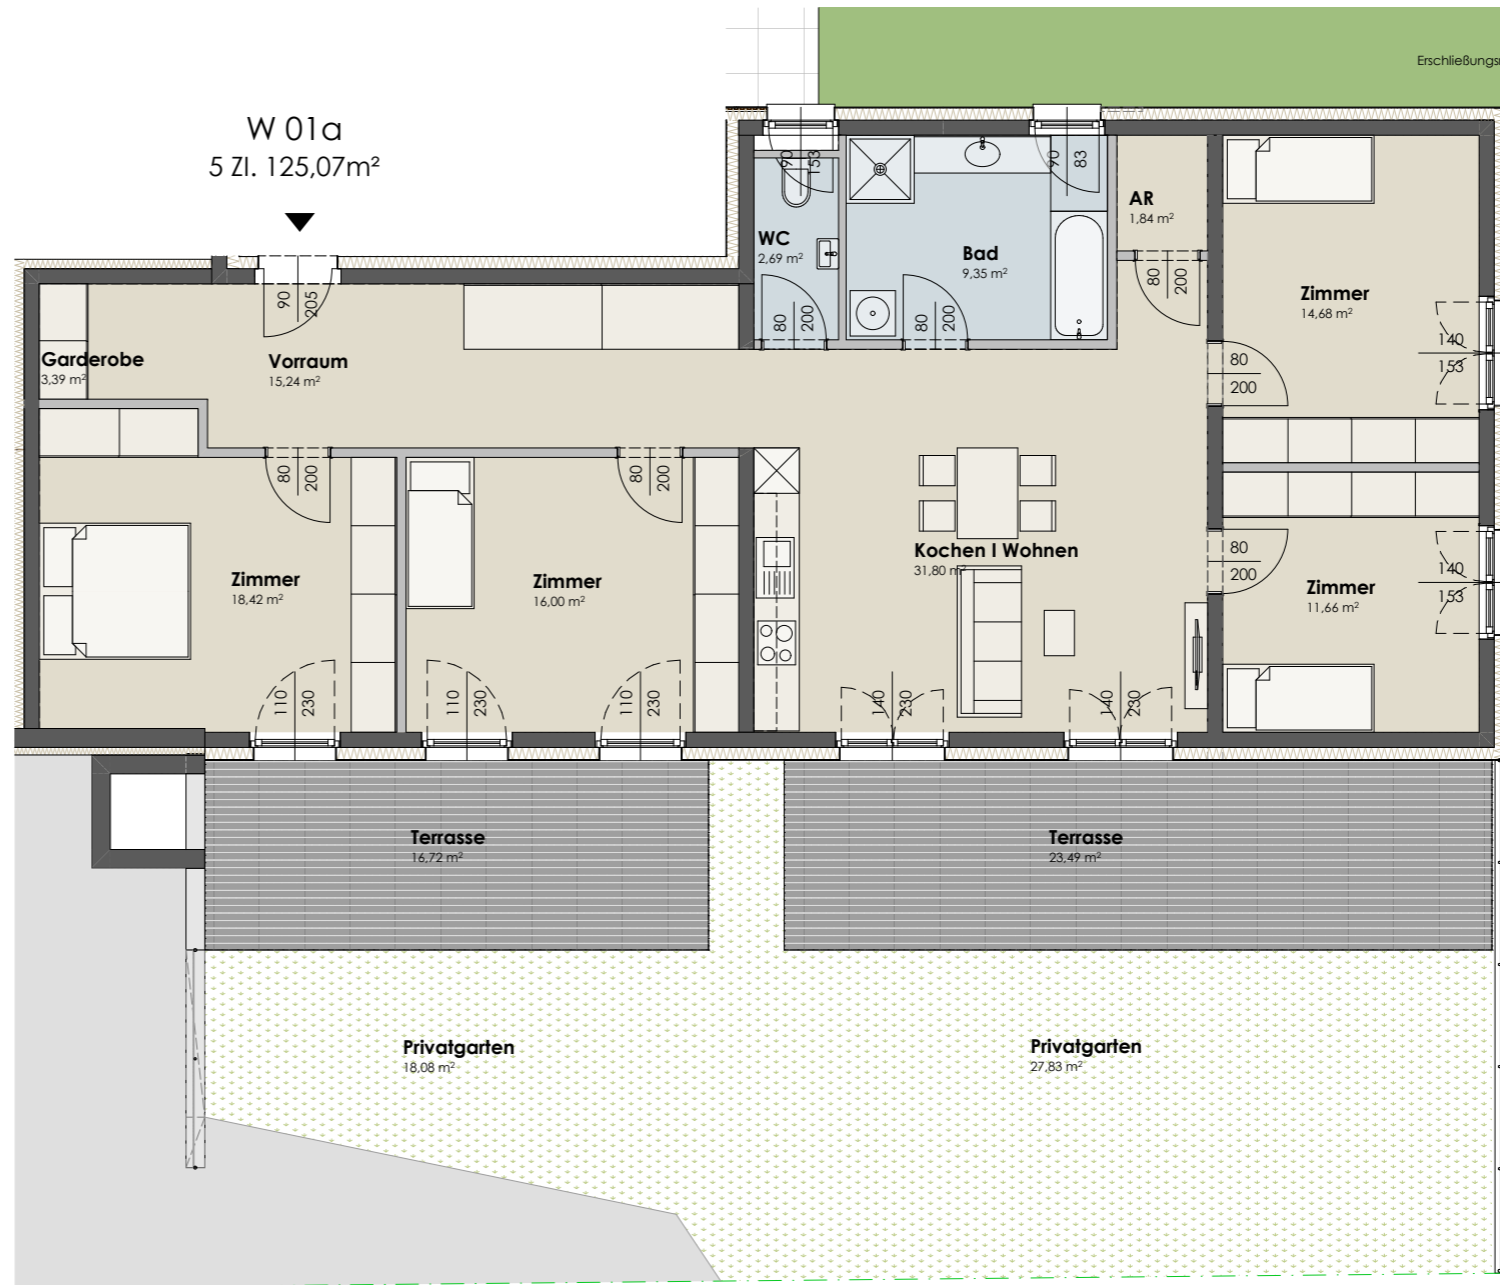 Erschließungs
W 01a
5 ZI. 125,07m²
90
153
90
83
AR
1,84 m²
WC
2,69 m²
Bad
9,35 m²
80
200
Zimmer
14,68 m²
90
205
80
200
80
200
140
153
Garderobe
3,39 m²
Vorraum
15,24 m²
80
200
80
200
80
200
Kochen I Wohnen
31,80 m²
80
200
140
153
Zimmer
18,42 m²
Zimmer
16,00 m²
Zimmer
11,66 m²
110
230
110
230
110
230
140
230
140
230
Terrasse
16,72 m²
Terrasse
23,49 m²
Privatgarten
18,08 m²
Privatgarten
27,83 m²